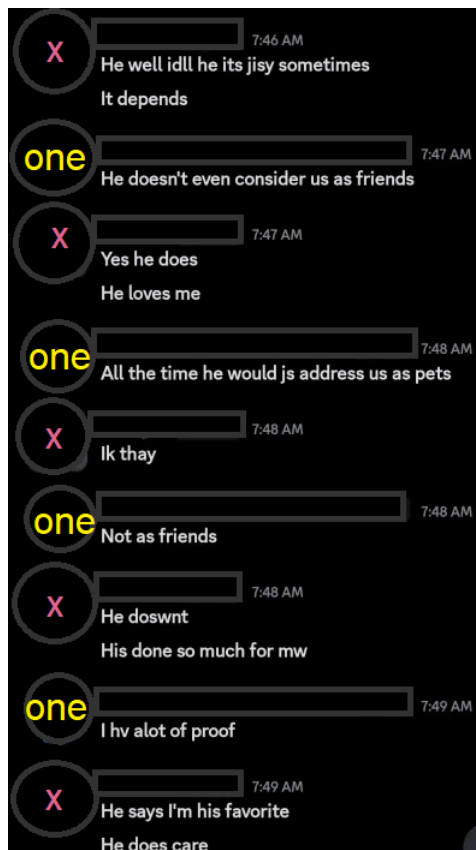 X
7:46 AM
He well idll he its jisy sometimes
It depends
one
7:47 AM
He doesn't even consider us as friends
X
7:47 AM
Yes he does
He loves me
one
7:48 AM
All the time he would js address us as pets
X
7:48 AM
Ik thay
one
7:48 AM
Not as friends
X
7:48 AM
He doswnt
His done so much for mw
one
7:49 AM
I hv alot of proof
X
7:49 AM
He says I'm his favorite
He does care